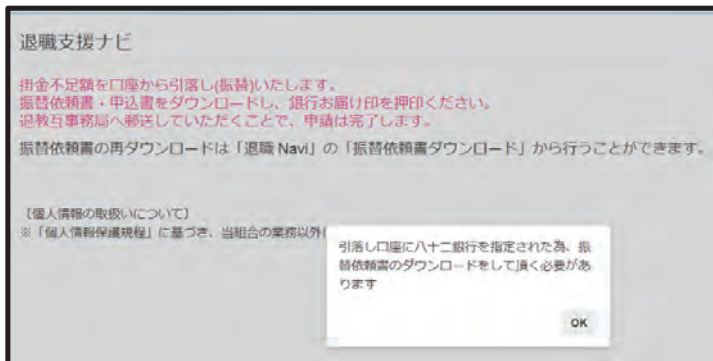 退職支援ナビ
掛金不足額を口座から引落し(振替)いたします。
振替依頼書・申込書をダウンロードし、銀行お届け印を押印ください。
退教互事務局へ郵送していただくことで、申請は完了します。
振替依頼書の再ダウンロードは「退職 Navi」の「振替依頼書ダウンロード」から行うことができます。
〔個人情報の取扱いについて〕
※「個人情報保護規程」に基づき、当組合の業務以外
引落し口座に八十二銀行を指定された為、振
替依頼書のダウンロードをして頂く必要があ
ります
OK